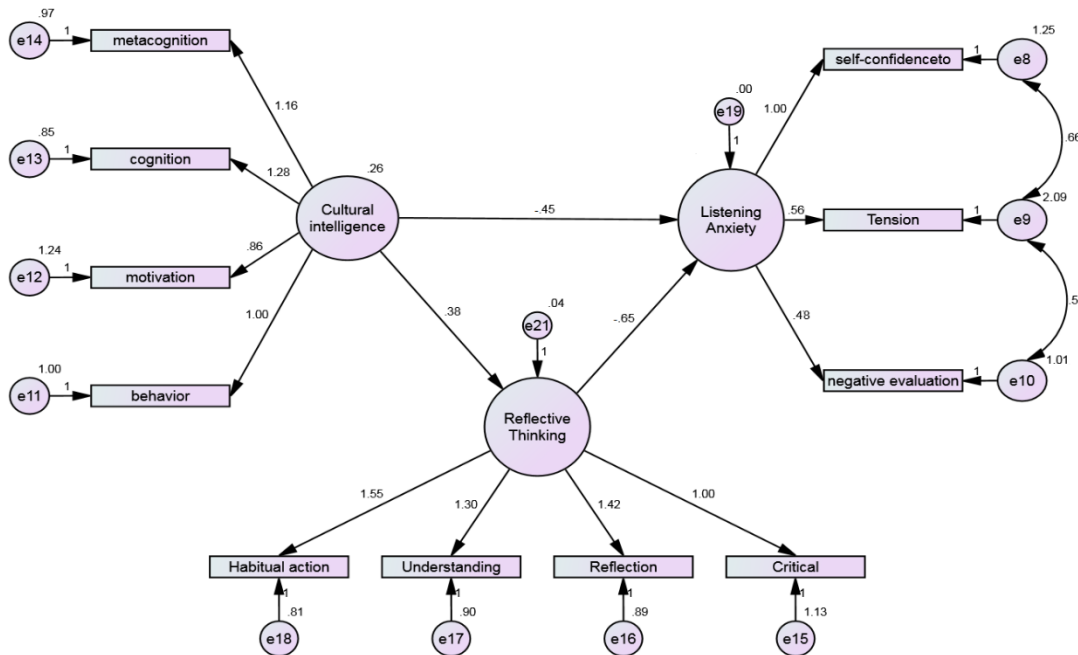 .97
e14
1
metacognition
1.16
.85
e13
1
cognition
1.28
1.24
e12
1
motivation
.86
1.00
e11
1
behavior
1.00
.26
Cultural
intelligence
-.45
.38
.04
e21
1
Reflective
Thinking
-.65
.00
e19
1
Listening
Anxiety
1.00
.56
.48
self-confidenceto
1
1.25
e8
.66
Tension
1
2.09
e9
.5
negative evaluation
1
1.01
e10
1.55
1.30
1.42
1.00
Habitual action
Understanding
Reflection
Critical
1
1
1
1
.81
.90
.89
1.13
e18
e17
e16
e15